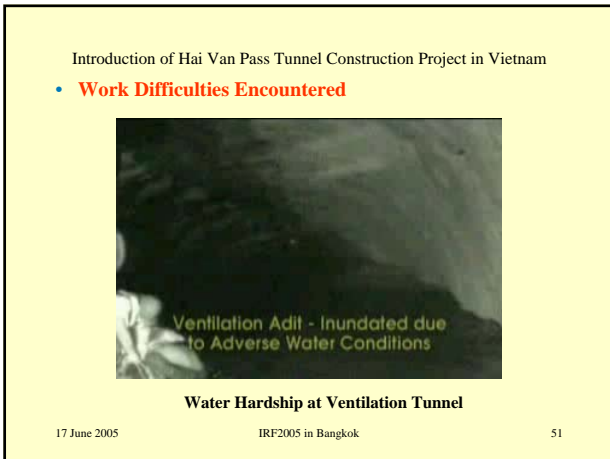 Introduction of Hai Van Pass Tunnel Construction Project in Vietnam
• Work Difficulties Encountered
Ventilation Adit - Inundated due
to Adverse Water Conditions
Water Hardship at Ventilation Tunnel
17 June 2005 IRF2005 in Bangkok 51